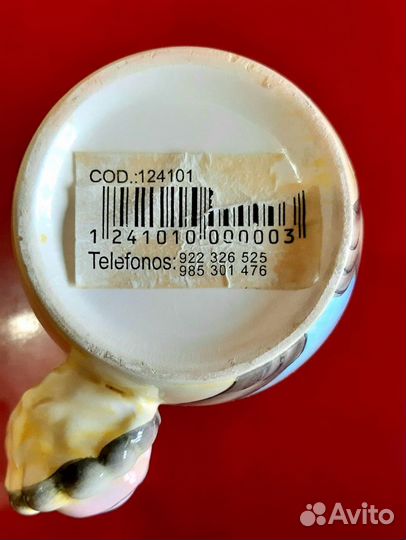 COD.:124101
1 241010 000003
Telefonos: 922 326 525
985 301 476
Avito